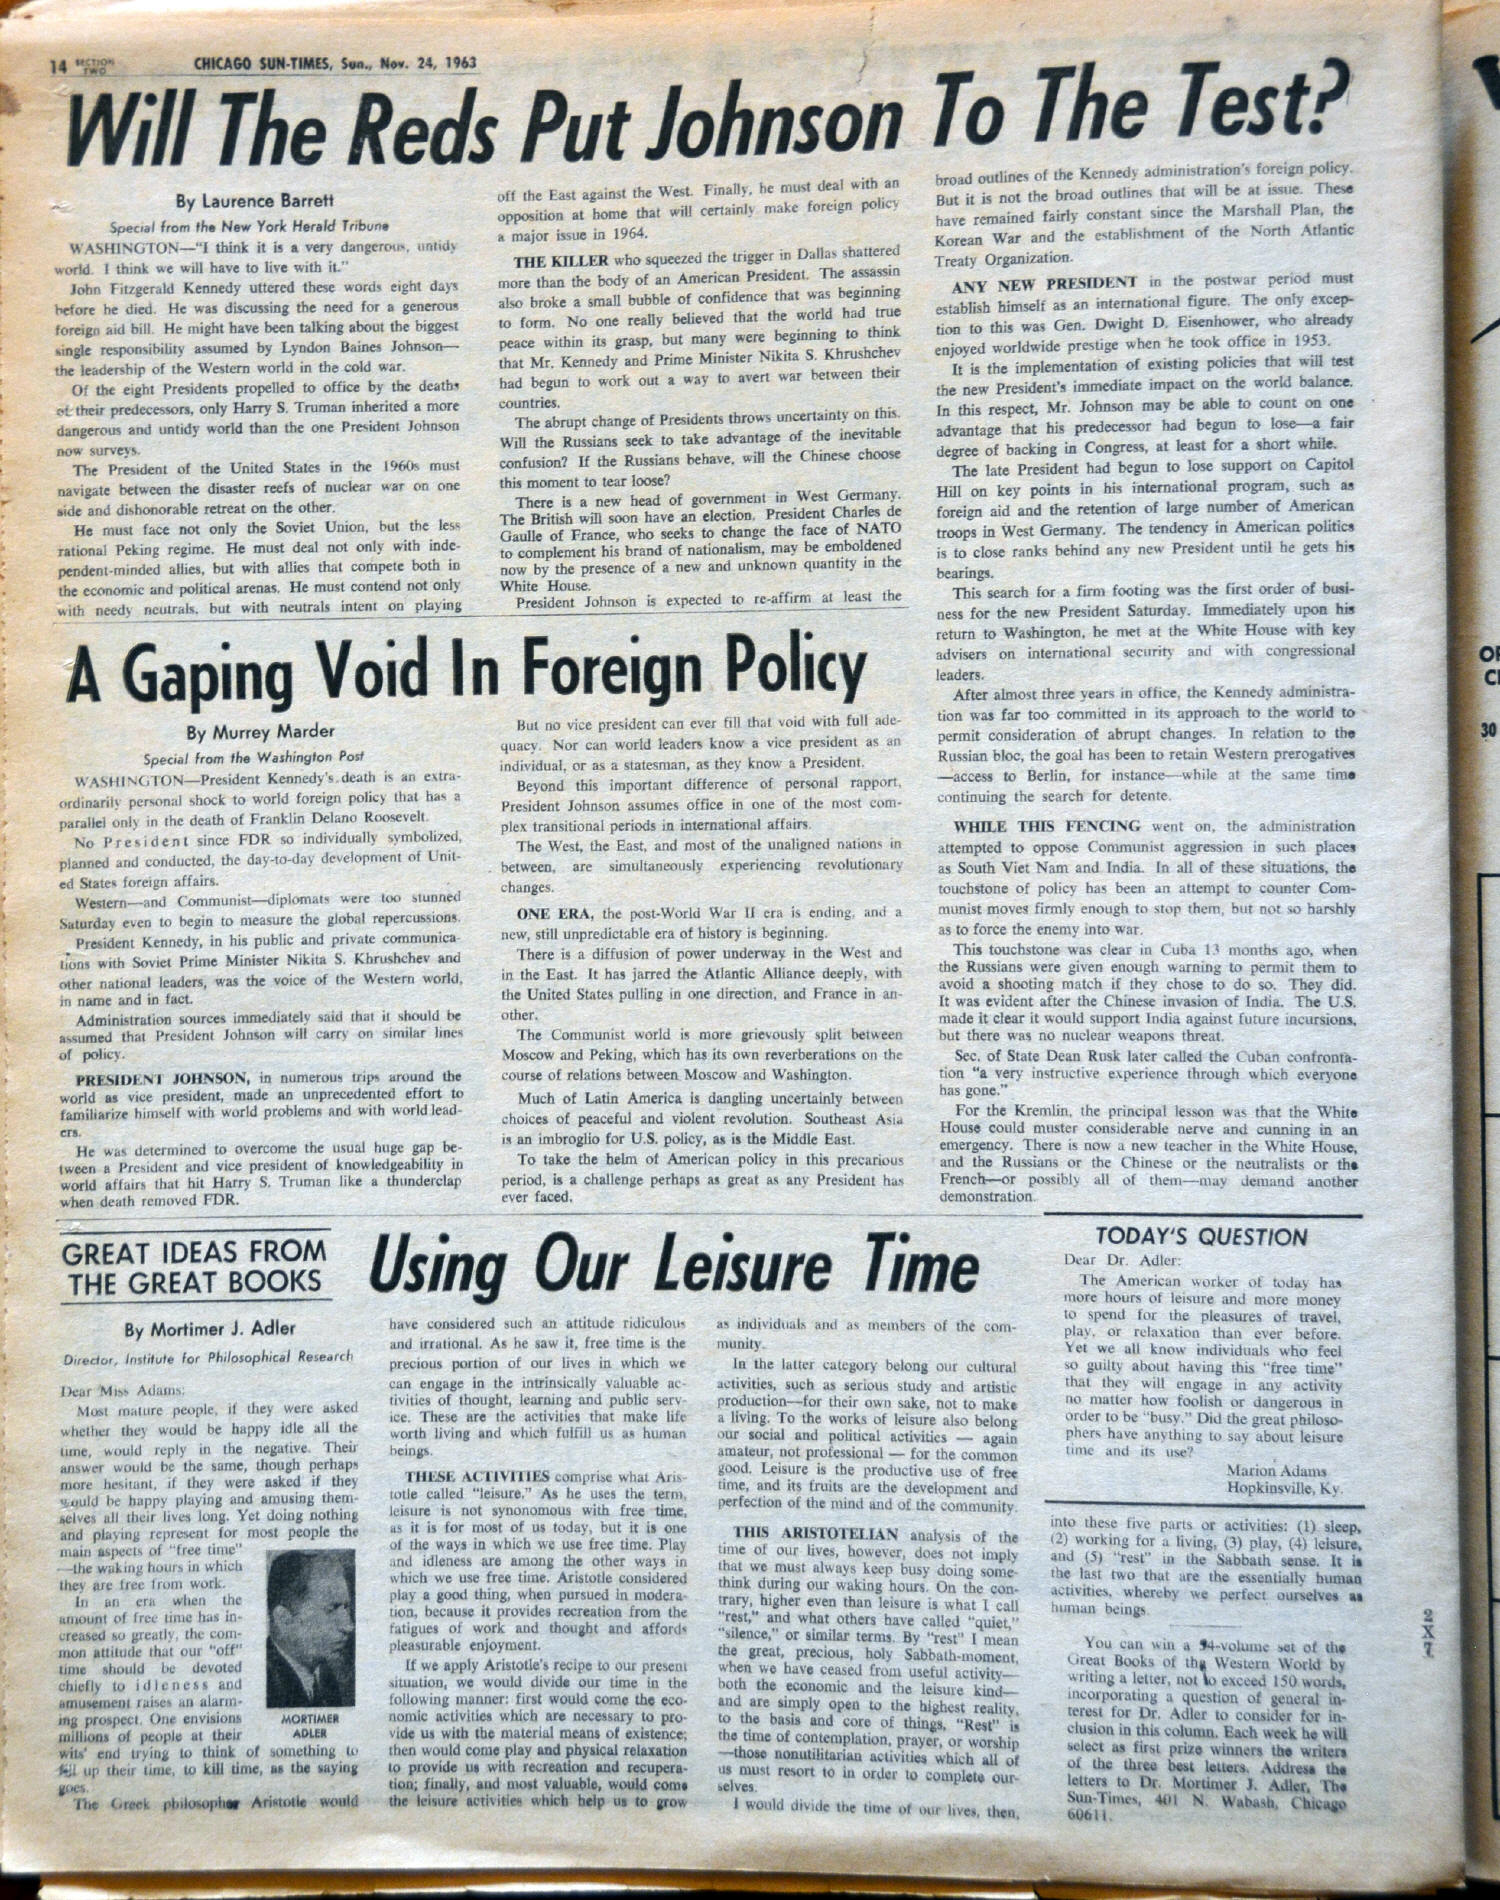 14 SECTION TWO
CHICAGO SUN-TIMES, Sun., Nov. 24, 1963
Will The Reds Put Johnson To The Test?
By Laurence Barrett
Special from the New York Herald Tribune
WASHINGTON—"I think it is a very dangerous, untidy
world. I think we will have to live with it."
John Fitzgerald Kennedy uttered these words eight days
before he died. He was discussing the need for a generous
foreign aid bill. He might have been talking about the biggest
single responsibility assumed by Lyndon Baines Johnson—
the leadership of the Western world in the cold war.
Of the eight Presidents propelled to office by the deaths
of their predecessors, only Harry S. Truman inherited a more
dangerous and untidy world than the one President Johnson
now surveys.
The President of the United States in the 1960s must
navigate between the disaster reefs of nuclear war on one
side and dishonorable retreat on the other.
He must face not only the Soviet Union, but the less
rational Peking regime. He must deal not only with inde-
pendent-minded allies, but with allies that compete both in
the economic and political arenas. He must contend not only
with needy neutrals, but with neutrals intent on playing
off the East against the West. Finally, he must deal with an
opposition at home that will certainly make foreign policy
a major issue in 1964.
THE KILLER who squeezed the trigger in Dallas shattered
more than the body of an American President. The assassin
also broke a small bubble of confidence that was beginning
to form. No one really believed that the world had true
peace within its grasp, but many were beginning to think
that Mr. Kennedy and Prime Minister Nikita S. Khrushchev
had begun to work out a way to avert war between their
countries.
The abrupt change of Presidents throws uncertainty on this.
Will the Russians seek to take advantage of the inevitable
confusion? If the Russians behave, will the Chinese choose
this moment to tear loose?
There is a new head of government in West Germany.
The British will soon have an election. President Charles de
Gaulle of France, who seeks to change the face of NATO
to complement his brand of nationalism, may be emboldened
now by the presence of a new and unknown quantity in the
White House.
President Johnson is expected to re-affirm at least the
broad outlines of the Kennedy administration's foreign policy.
But it is not the broad outlines that will be at issue. These
have remained fairly constant since the Marshall Plan, the
Korean War and the establishment of the North Atlantic
Treaty Organization.
ANY NEW PRESIDENT in the postwar period must
establish himself as an international figure. The only excep-
tion to this was Gen. Dwight D. Eisenhower, who already
enjoyed worldwide prestige when he took office in 1953.
It is the implementation of existing policies that will test
the new President's immediate impact on the world balance.
In this respect, Mr. Johnson may be able to count on one
advantage that his predecessor had begun to lose—a fair
degree of backing in Congress, at least for a short while.
The late President had begun to lose support on Capitol
Hill on key points in his international program, such as
foreign aid and the retention of large number of American
troops in West Germany. The tendency in American politics
is to close ranks behind any new President until he gets his
bearings.
This search for a firm footing was the first order of busi-
ness for the new President Saturday. Immediately upon his
return to Washington, he met at the White House with key
advisers on international security and with congressional
leaders.
After almost three years in office, the Kennedy administra-
tion was far too committed in its approach to the world to
permit consideration of abrupt changes. In relation to the
Russian bloc, the goal has been to retain Western prerogatives
—access to Berlin, for instance—while at the same time
continuing the search for detente.
WHILE THIS FENCING went on, the administration
attempted to oppose Communist aggression in such places
as South Viet Nam and India. In all of these situations, the
touchstone of policy has been an attempt to counter Com-
munist moves firmly enough to stop them, but not so harshly
as to force the enemy into war.
This touchstone was clear in Cuba 13 months ago, when
the Russians were given enough warning to permit them to
avoid a shooting match if they chose to do so. They did.
It was evident after the Chinese invasion of India. The U.S.
made it clear it would support India against future incursions,
but there was no nuclear weapons threat.
Sec. of State Dean Rusk later called the Cuban confronta-
tion "a very instructive experience through which everyone
has gone."
For the Kremlin, the principal lesson was that the White
House could muster considerable nerve and cunning in an
emergency. There is now a new teacher in the White House,
and the Russians or the Chinese or the neutralists or the
French—or possibly all of them—may demand another
demonstration.
A Gaping Void In Foreign Policy
By Murrey Marder
Special from the Washington Post
WASHINGTON—President Kennedy's death is an extra-
ordinarily personal shock to world foreign policy that has a
parallel only in the death of Franklin Delano Roosevelt.
No President since FDR so individually symbolized,
planned and conducted, the day-to-day development of Unit-
ed States foreign affairs.
Western—and Communist—diplomats were too stunned
Saturday even to begin to measure the global repercussions.
President Kennedy, in his public and private communica-
tions with Soviet Prime Minister Nikita S. Khrushchev and
other national leaders, was the voice of the Western world,
in name and in fact.
Administration sources immediately said that it should be
assumed that President Johnson will carry on similar lines
of policy.
PRESIDENT JOHNSON, in numerous trips around the
world as vice president, made an unprecedented effort to
familiarize himself with world problems and with world lead-
ers.
He was determined to overcome the usual huge gap be-
tween a President and vice president of knowledgeability in
world affairs that hit Harry S. Truman like a thunderclap
when death removed FDR.
But no vice president can ever fill that void with full ade-
quacy. Nor can world leaders know a vice president as an
individual, or as a statesman, as they know a President.
Beyond this important difference of personal rapport,
President Johnson assumes office in one of the most com-
plex transitional periods in international affairs.
The West, the East, and most of the unaligned nations in
between, are simultaneously experiencing revolutionary
changes.
ONE ERA, the post-World War II era is ending, and a
new, still unpredictable era of history is beginning.
There is a diffusion of power underway in the West and
in the East. It has jarred the Atlantic Alliance deeply, with
the United States pulling in one direction, and France in an-
other.
The Communist world is more grievously split between
Moscow and Peking, which has its own reverberations on the
course of relations between Moscow and Washington.
Much of Latin America is dangling uncertainly between
choices of peaceful and violent revolution. Southeast Asia
is an imbroglio for U.S. policy, as is the Middle East.
To take the helm of American policy in this precarious
period, is a challenge perhaps as great as any President has
ever faced.
GREAT IDEAS FROM
THE GREAT BOOKS
Using Our Leisure Time
By Mortimer J. Adler
Director, Institute for Philosophical Research
Dear Miss Adams:
Most mature people, if they were asked
whether they would be happy idle all the
time, would reply in the negative. Their
answer would be the same, though perhaps
more hesitant, if they were asked if they
would be happy playing and amusing them-
selves all their lives long. Yet doing nothing
and playing represent for most people the
main aspects of "free time"
—the waking hours in which
they are free from work.
In an era when the
amount of free time has in-
creased so greatly, the com-
mon attitude that our "off"
time should be devoted
chiefly to idleness and
amusement raises an alarm-
ing prospect. One envisions
millions of people at their
wits' end trying to think of something to
fill up their time, to kill time, as the saying
goes.
The Greek philosopher Aristotle would
MORTIMER
ADLER
have considered such an attitude ridiculous
and irrational. As he saw it, free time is the
precious portion of our lives in which we
can engage in the intrinsically valuable ac-
tivities of thought, learning and public serv-
ice. These are the activities that make life
worth living and which fulfill us as human
beings.
THESE ACTIVITIES comprise what Aris-
totle called "leisure." As he uses the term,
leisure is not synonomous with free time,
as it is for most of us today, but it is one
of the ways in which we use free time. Play
and idleness are among the other ways in
which we use free time. Aristotle considered
play a good thing, when pursued in modera-
tion, because it provides recreation from the
fatigues of work and thought and affords
pleasurable enjoyment.
If we apply Aristotle's recipe to our present
situation, we would divide our time in the
following manner: first would come the eco-
nomic activities which are necessary to pro-
vide us with the material means of existence;
then would come play and physical relaxation
to provide us with recreation and recupera-
tion; finally, and most valuable, would come
the leisure activities which help us to grow
as individuals and as members of the com-
munity.
In the latter category belong our cultural
activities, such as serious study and artistic
production—for their own sake, not to make
a living. To the works of leisure also belong
our social and political activities — again
amateur, not professional — for the common
good. Leisure is the productive use of free
time, and its fruits are the development and
perfection of the mind and of the community.
THIS ARISTOTELIAN analysis of the
time of our lives, however, does not imply
that we must always keep busy doing some-
think during our waking hours. On the con-
trary, higher even than leisure is what I call
"rest," and what others have called "quiet,"
"silence," or similar terms. By "rest" I mean
the great, precious, holy Sabbath-moment,
when we have ceased from useful activity—
both the economic and the leisure kind—
and are simply open to the highest reality,
to the basis and core of things, "Rest" is
the time of contemplation, prayer, or worship
—those nonutilitarian activities which all of
us must resort to in order to complete our-
selves.
I would divide the time of our lives, then,
TODAY'S QUESTION
Dear Dr. Adler:
The American worker of today has
more hours of leisure and more money
to spend for the pleasures of travel,
play, or relaxation than ever before.
Yet we all know individuals who feel
so guilty about having this "free time"
that they will engage in any activity
no matter how foolish or dangerous in
order to be "busy." Did the great philoso-
phers have anything to say about leisure
time and its use?
Marion Adams
Hopkinsville, Ky.
into these five parts or activities: (1) sleep,
(2) working for a living, (3) play, (4) leisure,
and (5) "rest" in the Sabbath sense. It is
the last two that are the essentially human
activities, whereby we perfect ourselves as
human beings.
You can win a 54-volume set of the
Great Books of the Western World by
writing a letter, not to exceed 150 words,
incorporating a question of general in-
terest for Dr. Adler to consider for in-
clusion in this column. Each week he will
select as first prize winners the writers
of the three best letters. Address the
letters to Dr. Mortimer J. Adler, The
Sun-Times, 401 N. Wabash, Chicago
60611.
2X7
30